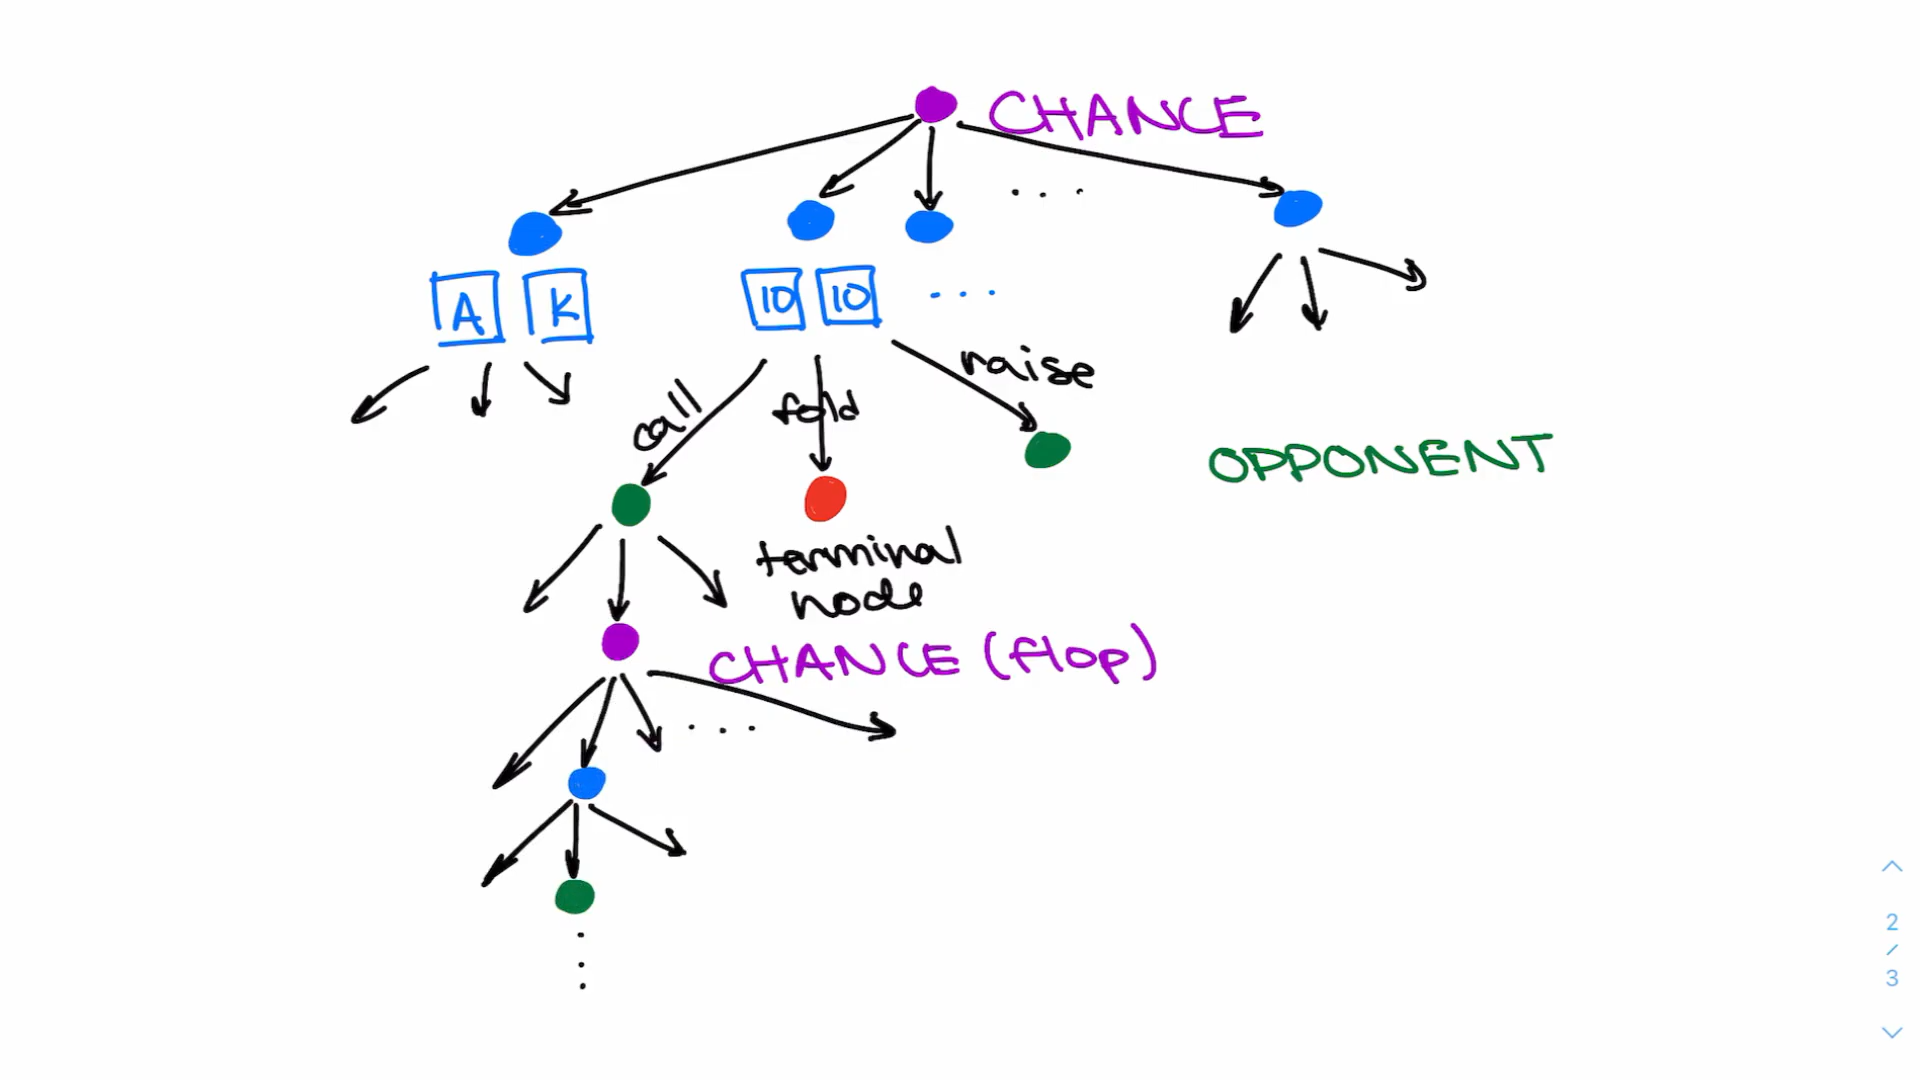 CHANCE
A K
10 10
raise
call
fold
OPPONENT
terminal
node
CHANCE (flop)
2
/
3